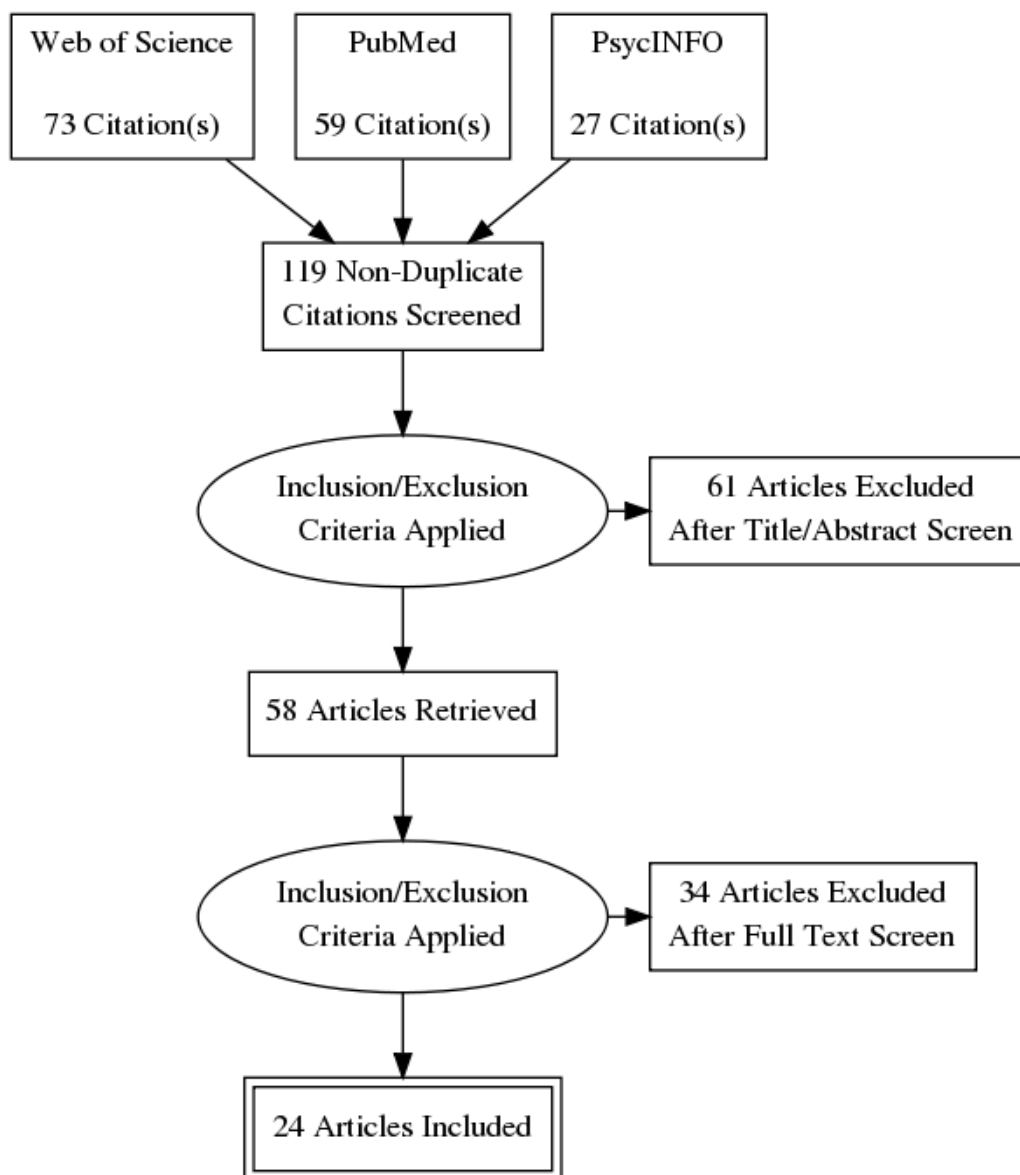 Web of Science
73 Citation(s)
PubMed
59 Citation(s)
PsycINFO
27 Citation(s)
119 Non-Duplicate
Citations Screened
Inclusion/Exclusion
Criteria Applied
61 Articles Excluded
After Title/Abstract Screen
58 Articles Retrieved
Inclusion/Exclusion
Criteria Applied
34 Articles Excluded
After Full Text Screen
24 Articles Included